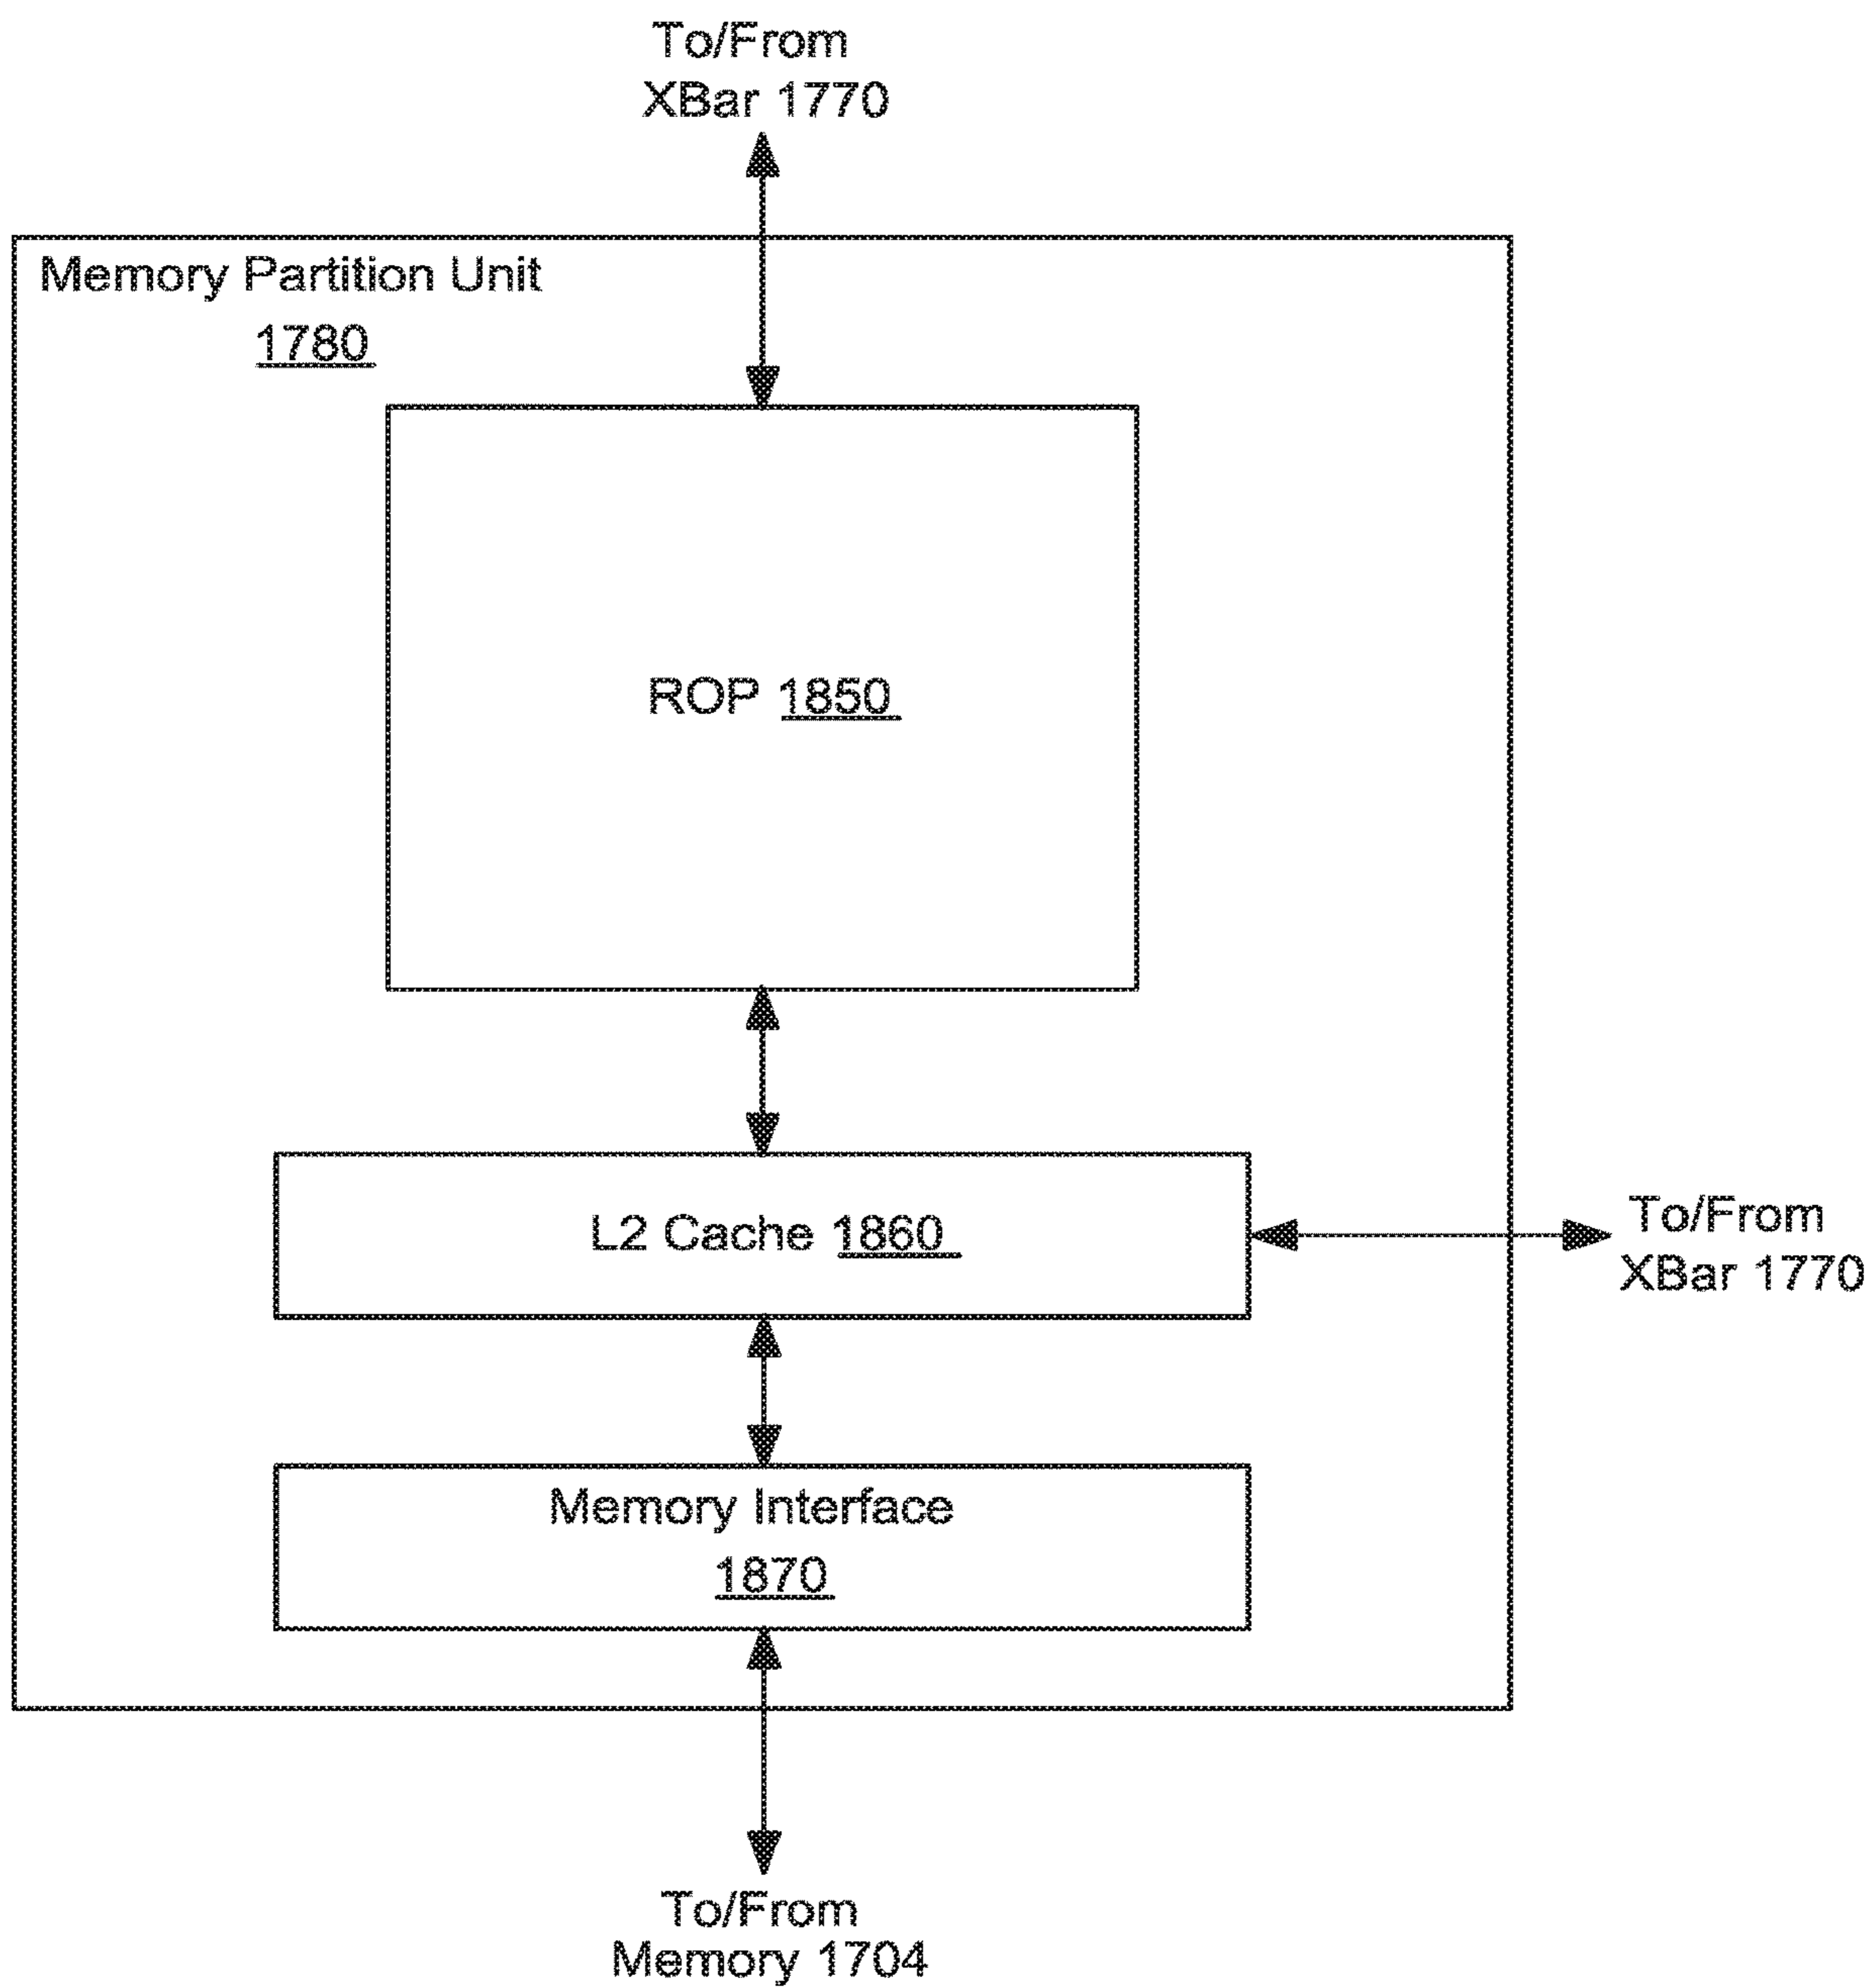 To/From
XBar 1770
Memory Partition Unit
1780
ROP 1850
L2 Cache 1860
To/From
XBar 1770
Memory Interface
1870
To/From
Memory 1704